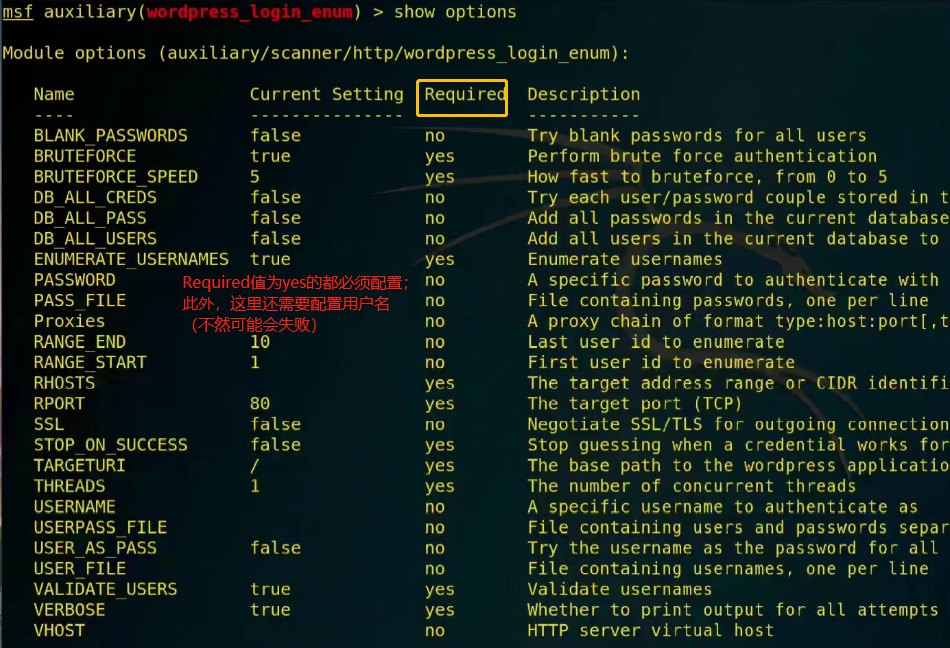 msf auxiliary(wordpress_login_enum) > show options
Module options (auxiliary/scanner/http/wordpress_login_enum):
Name Current Setting Required Description
---- --------------- -----------
BLANK_PASSWORDS false no Try blank passwords for all users
BRUTEFORCE true yes Perform brute force authentication
BRUTEFORCE_SPEED 5 yes How fast to bruteforce, from 0 to 5
DB_ALL_CREDS false no Try each user/password couple stored in t
DB_ALL_PASS false no Add all passwords in the current database
DB_ALL_USERS false no Add all users in the current database to
ENUMERATE_USERNAMES true yes Enumerate usernames
PASSWORD no A specific password to authenticate with
Required值为yes的都必须配置；
PASS_FILE no File containing passwords, one per line
此外，这里还需要配置用户名
Proxies no A proxy chain of format type:host:port[,t
（不然可能会失败）
RANGE_END 10 no Last user id to enumerate
RANGE_START 1 no First user id to enumerate
RHOSTS yes The target address range or CIDR identifi
RPORT 80 yes The target port (TCP)
SSL false no Negotiate SSL/TLS for outgoing connection
STOP_ON_SUCCESS false yes Stop guessing when a credential works for
TARGETURI / yes The base path to the wordpress applicatio
THREADS 1 yes The number of concurrent threads
USERNAME no A specific username to authenticate as
USERPASS_FILE no File containing users and passwords separ
USER_AS_PASS false no Try the username as the password for all
USER_FILE no File containing usernames, one per line
VALIDATE_USERS true yes Validate usernames
VERBOSE true yes Whether to print output for all attempts
VHOST no HTTP server virtual host